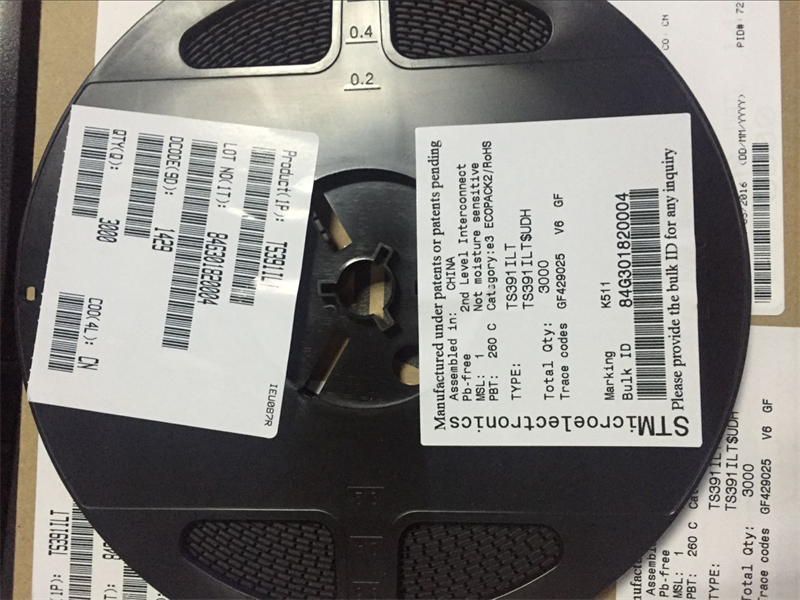 0.4
0.2
Product(1P): TS391ILT
LOT NO(1T): 84G301820004
DCODE(9D): 1429
QTY(Q): 3000
COO(4L): CN
IEU0B7R
Manufactured under patents or patents pending
Assembled in: CHINA
Pb-free 2nd Level Interconnect
MSL: 1 Not moisture sensitive
PBT: 260 C Category:e3 ECOPACK2/RoHS
TYPE: TS391ILT
TS391ILT$UDH
Total Qty: 3000
Trace codes GF429025 V6 GF
Marking K511
Bulk ID 84G301820004
Please provide the bulk ID for any inquiry
STMicroelectronics
CO: CN
PID#: 72
/2016 (DD/MM/YYYY)
(1P): TS391ILT
Pb-free
MSL: 1
PBT: 260 C
TYPE: TS391ILT
TS391ILT$UDH
Total Qty: 3000
Trace codes GF429025 V6 GF